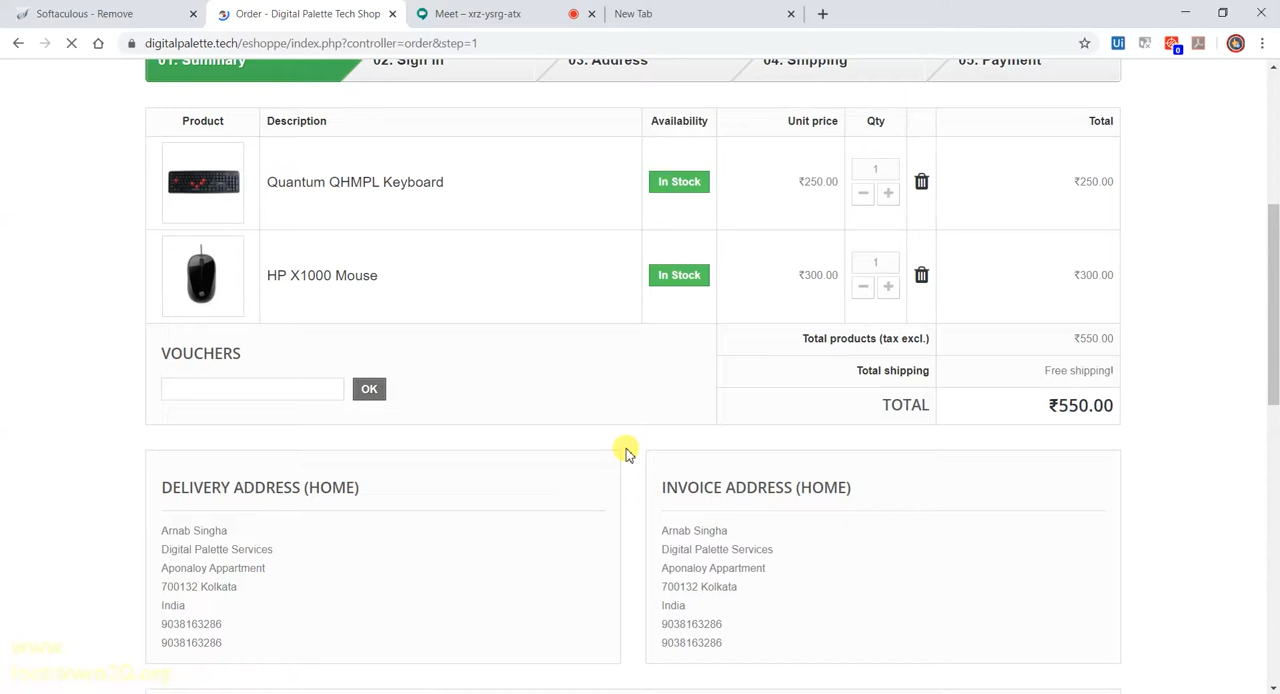 Softaculous - Remove
Order - Digital Palette Tech Shop
Meet – xrz-ysrg-atx
New Tab
digitalpalette.tech/eshoppe/index.php?controller=order&step=1
01. Summary
02. Sign in
03. Address
04. Shipping
05. Payment
Product
Description
Availability
Unit price
Qty
Total
Quantum QHMPL Keyboard
In Stock
₹250.00
1
₹250.00
HP X1000 Mouse
In Stock
₹300.00
1
₹300.00
VOUCHERS
OK
Total products (tax excl.)
₹550.00
Total shipping
Free shipping!
TOTAL
₹550.00
DELIVERY ADDRESS (HOME)
Arnab Singha
Digital Palette Services
Aponaloy Appartment
700132 Kolkata
India
9038163286
9038163286
INVOICE ADDRESS (HOME)
Arnab Singha
Digital Palette Services
Aponaloy Appartment
700132 Kolkata
India
9038163286
9038163286
www